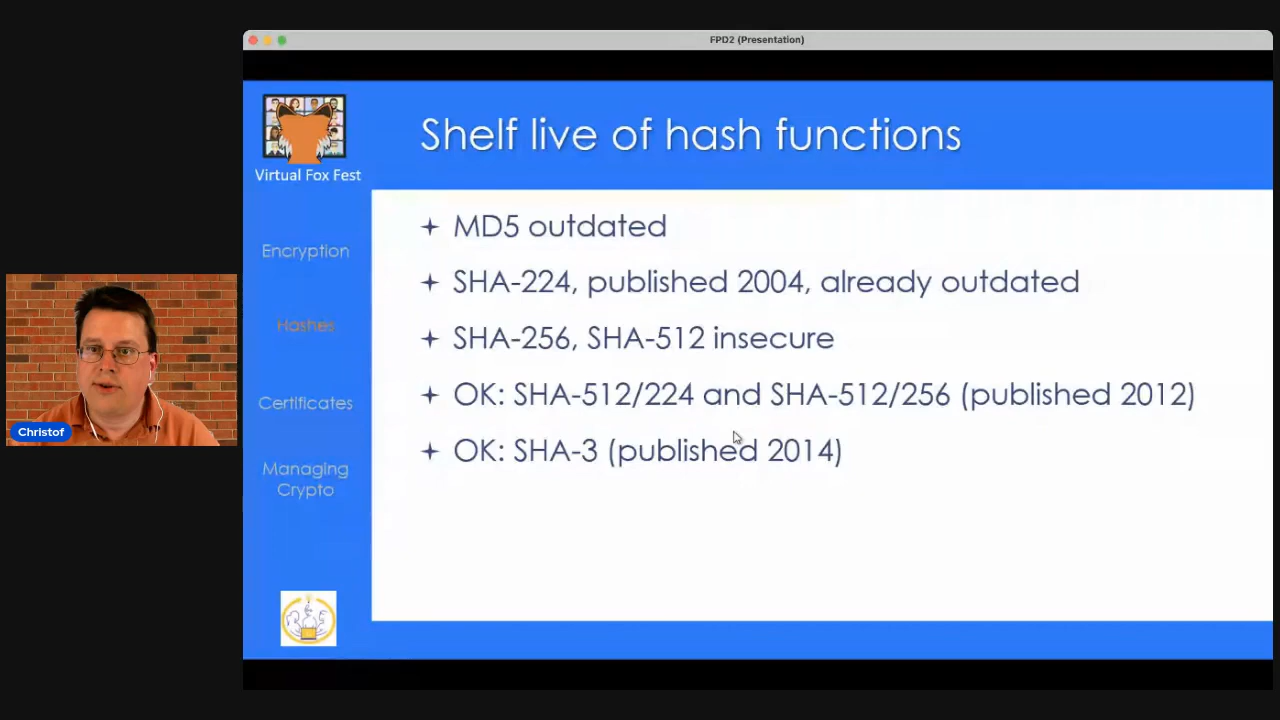 FPD2 (Presentation)
Virtual Fox Fest
Shelf live of hash functions
Encryption
Hashes
Certificates
Managing
Crypto
MD5 outdated
SHA-224, published 2004, already outdated
SHA-256, SHA-512 insecure
OK: SHA-512/224 and SHA-512/256 (published 2012)
OK: SHA-3 (published 2014)
Christof